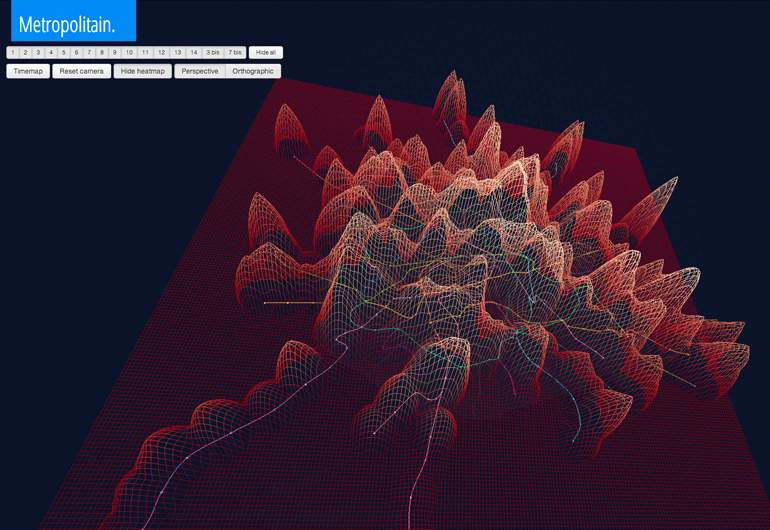 Metropolitain.
1 2 3 4 5 6 7 8 9 10 11 12 13 14 3 bis 7 bis Hide all
Timemap Reset camera Hide heatmap Perspective Orthographic